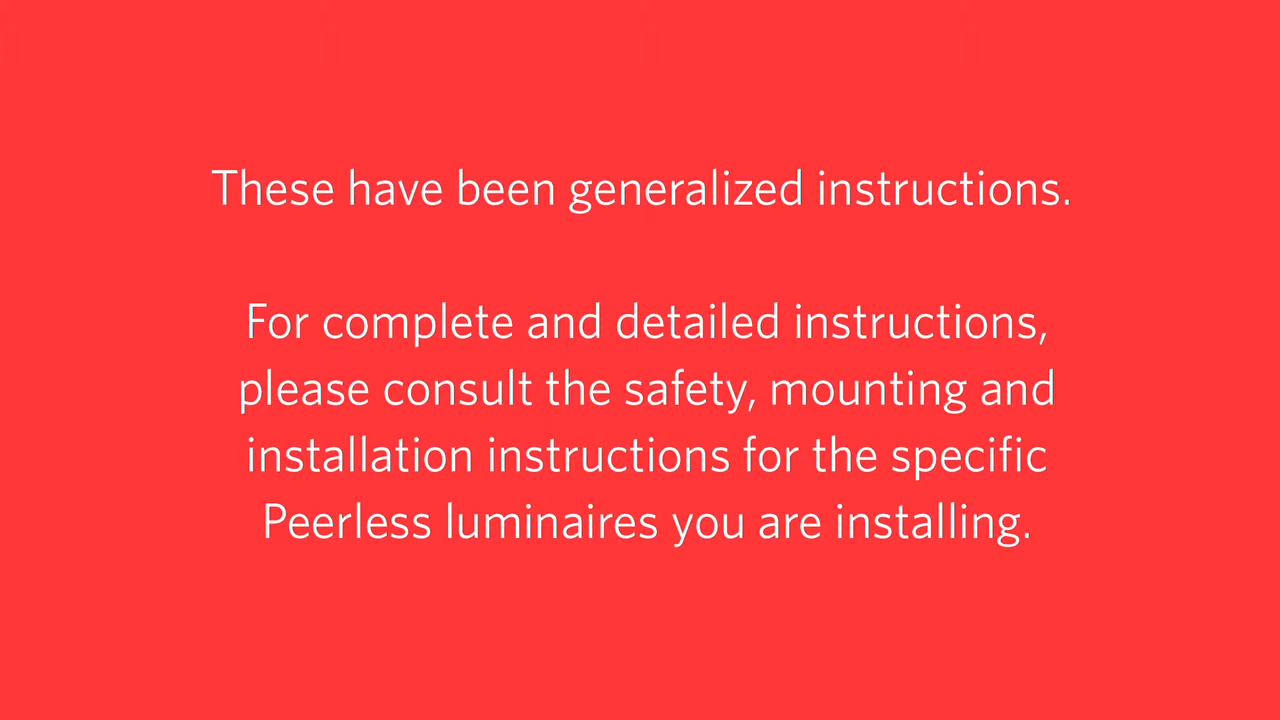 These have been generalized instructions.
For complete and detailed instructions,
please consult the safety, mounting and
installation instructions for the specific
Peerless luminaires you are installing.